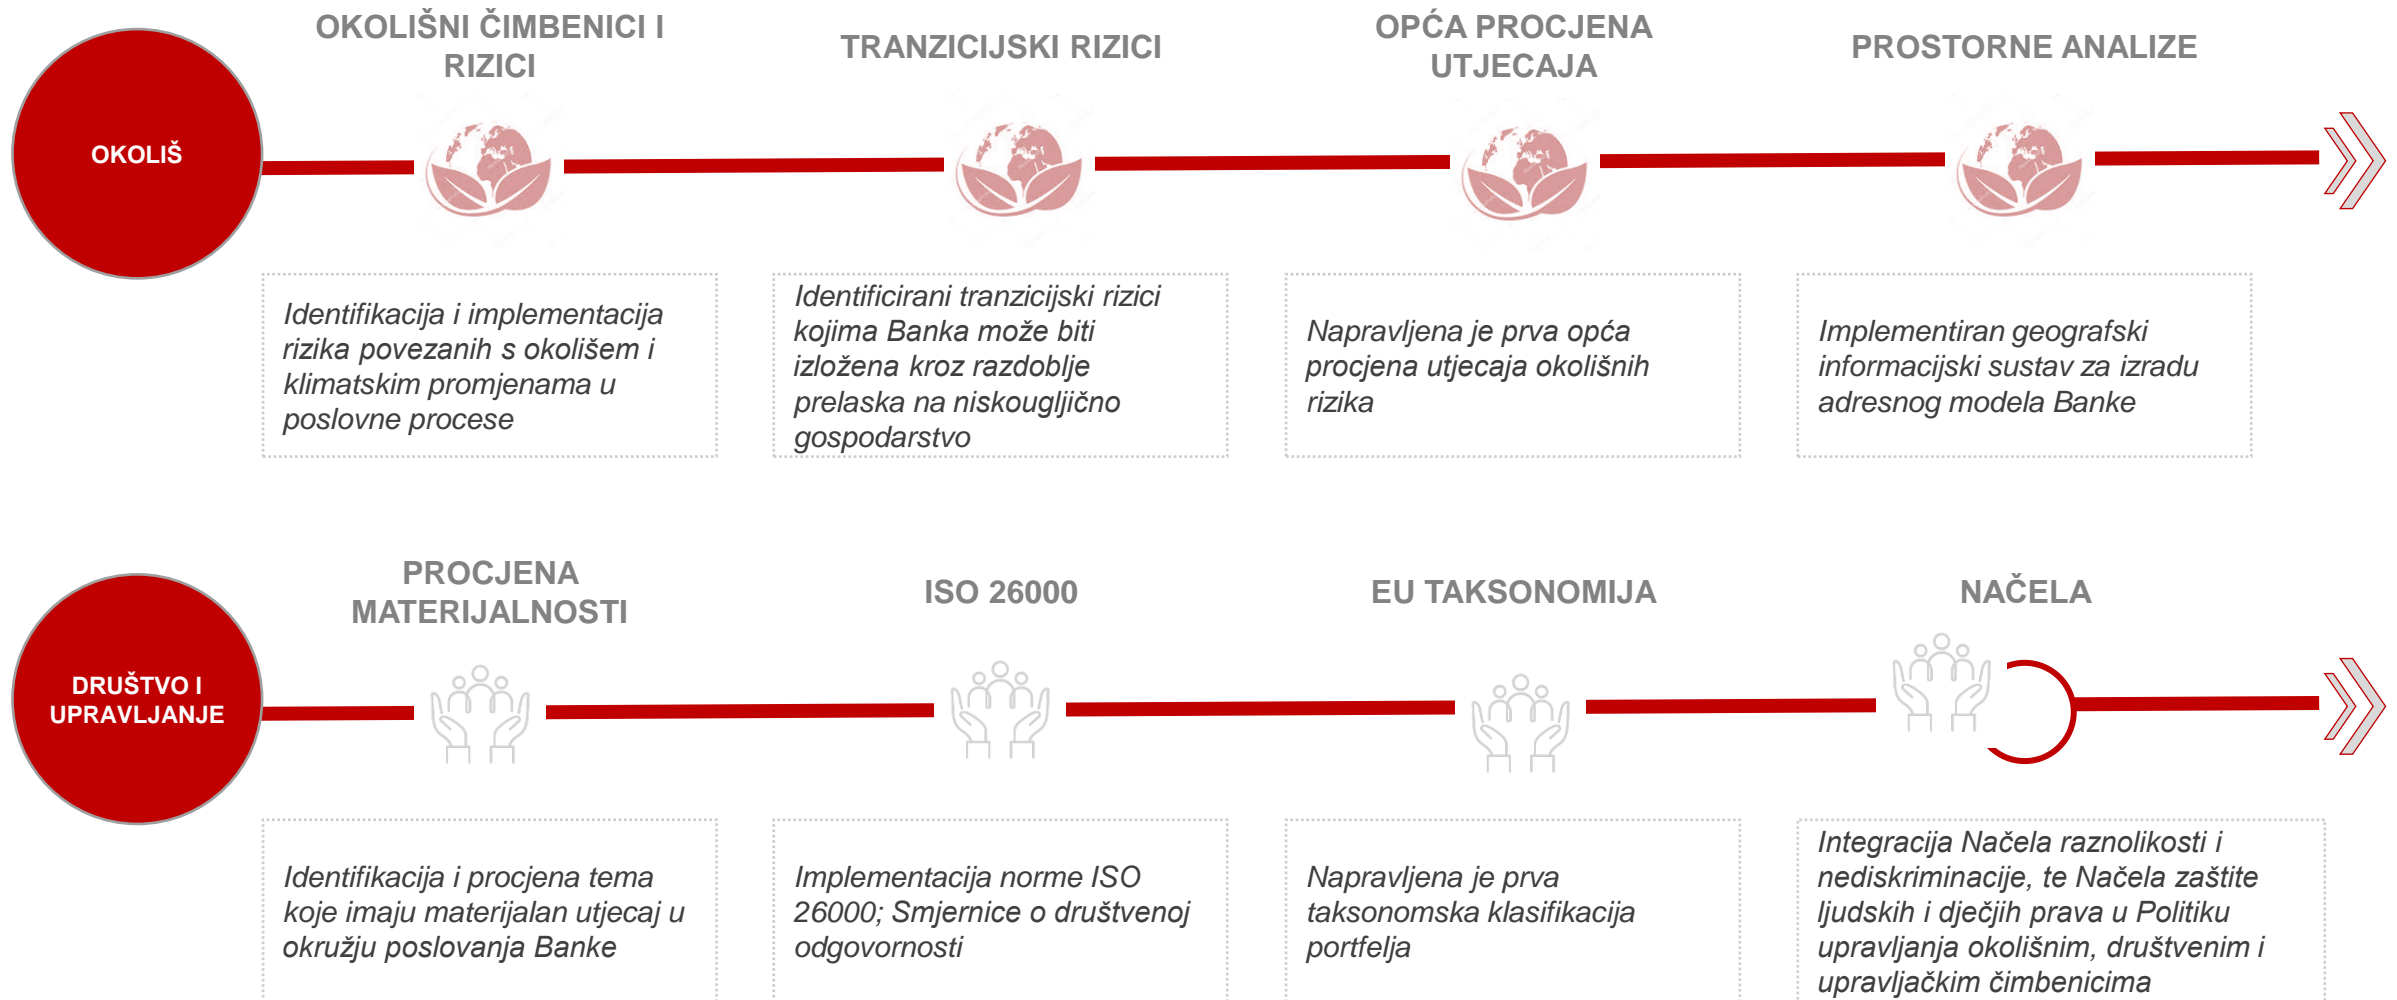 OKOLIŠ
OKOLIŠNI ČIMBENICI I
RIZICI
TRANZICIJSKI RIZICI
OPĆA PROCJENA
UTJECAJA
PROSTORNE ANALIZE
Identifikacija i implementacija
rizika povezanih s okolišem i
klimatskim promjenama u
poslovne procese
Identificirani tranzicijski rizici
kojima Banka može biti
izložena kroz razdoblje
prelaska na niskougljično
gospodarstvo
Napravljena je prva opća
procjena utjecaja okolišnih
rizika
Implementiran geografski
informacijski sustav za izradu
adresnog modela Banke
DRUŠTVO I
UPRAVLJANJE
PROCJENA
MATERIJALNOSTI
ISO 26000
EU TAKSONOMIJA
NAČELA
Identifikacija i procjena tema
koje imaju materijalan utjecaj u
okružju poslovanja Banke
Implementacija norme ISO
26000; Smjernice o društvenoj
odgovornosti
Napravljena je prva
taksonomska klasifikacija
portfelja
Integracija Načela raznolikosti i
nediskriminacije, te Načela zaštite
ljudskih i dječjih prava u Politiku
upravljanja okolišnim, društvenim i
upravljačkim čimbenicima